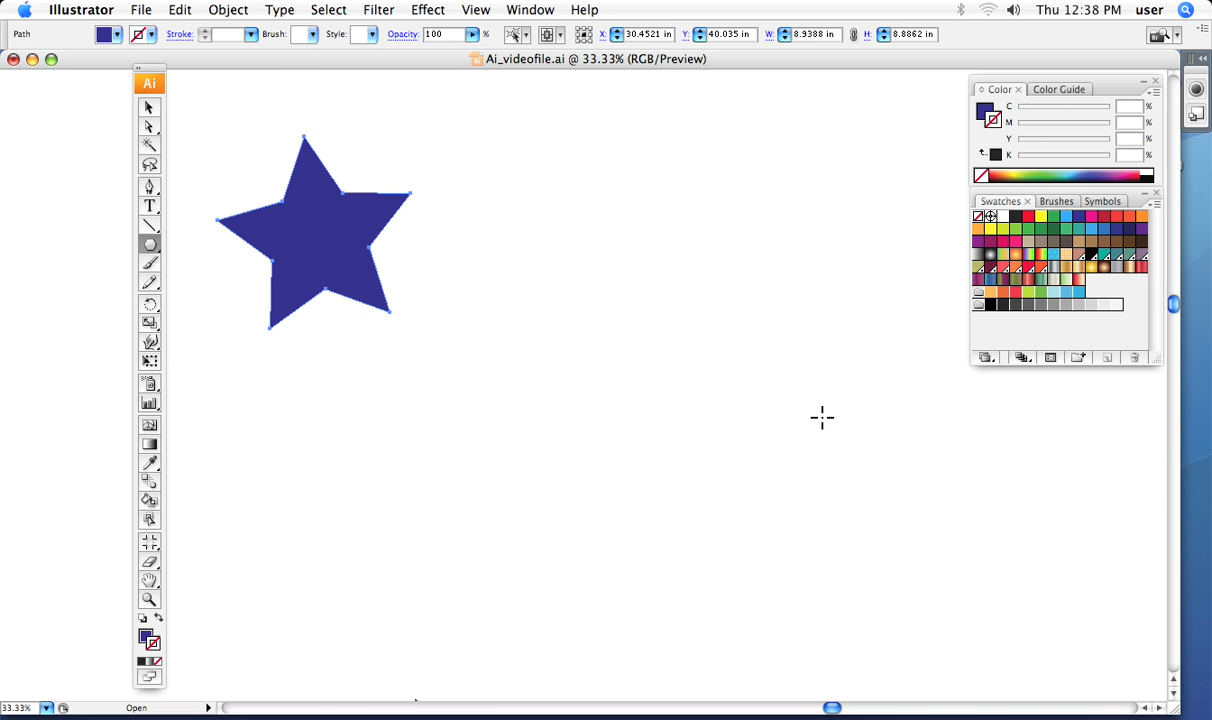 Illustrator File Edit Object Type Select Filter Effect View Window Help Thu 12:38 PM user
Path Stroke: Brush: Style: Opacity: 100 % X: 30.4521 in Y: 40.035 in W: 8.9388 in H: 8.8862 in
Ai_videofile.ai @ 33.33% (RGB/Preview)
Ai
Color Color Guide
C %
M %
Y %
K %
Swatches Brushes Symbols
T
33.33% Open